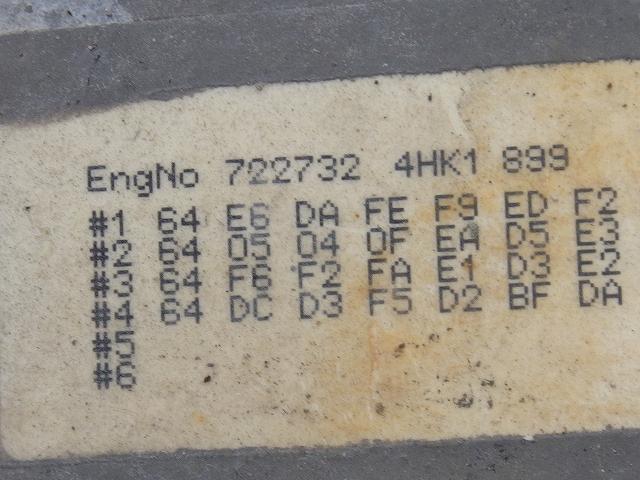 EngNo 722732 4HK1 899
#1 64 E6 DA FE F9 ED F2
#2 64 05 04 0F EA D5 E3
#3 64 F6 F2 FA E1 D3 E2
#4 64 DC D3 F5 D2 BF DA
#5
#6